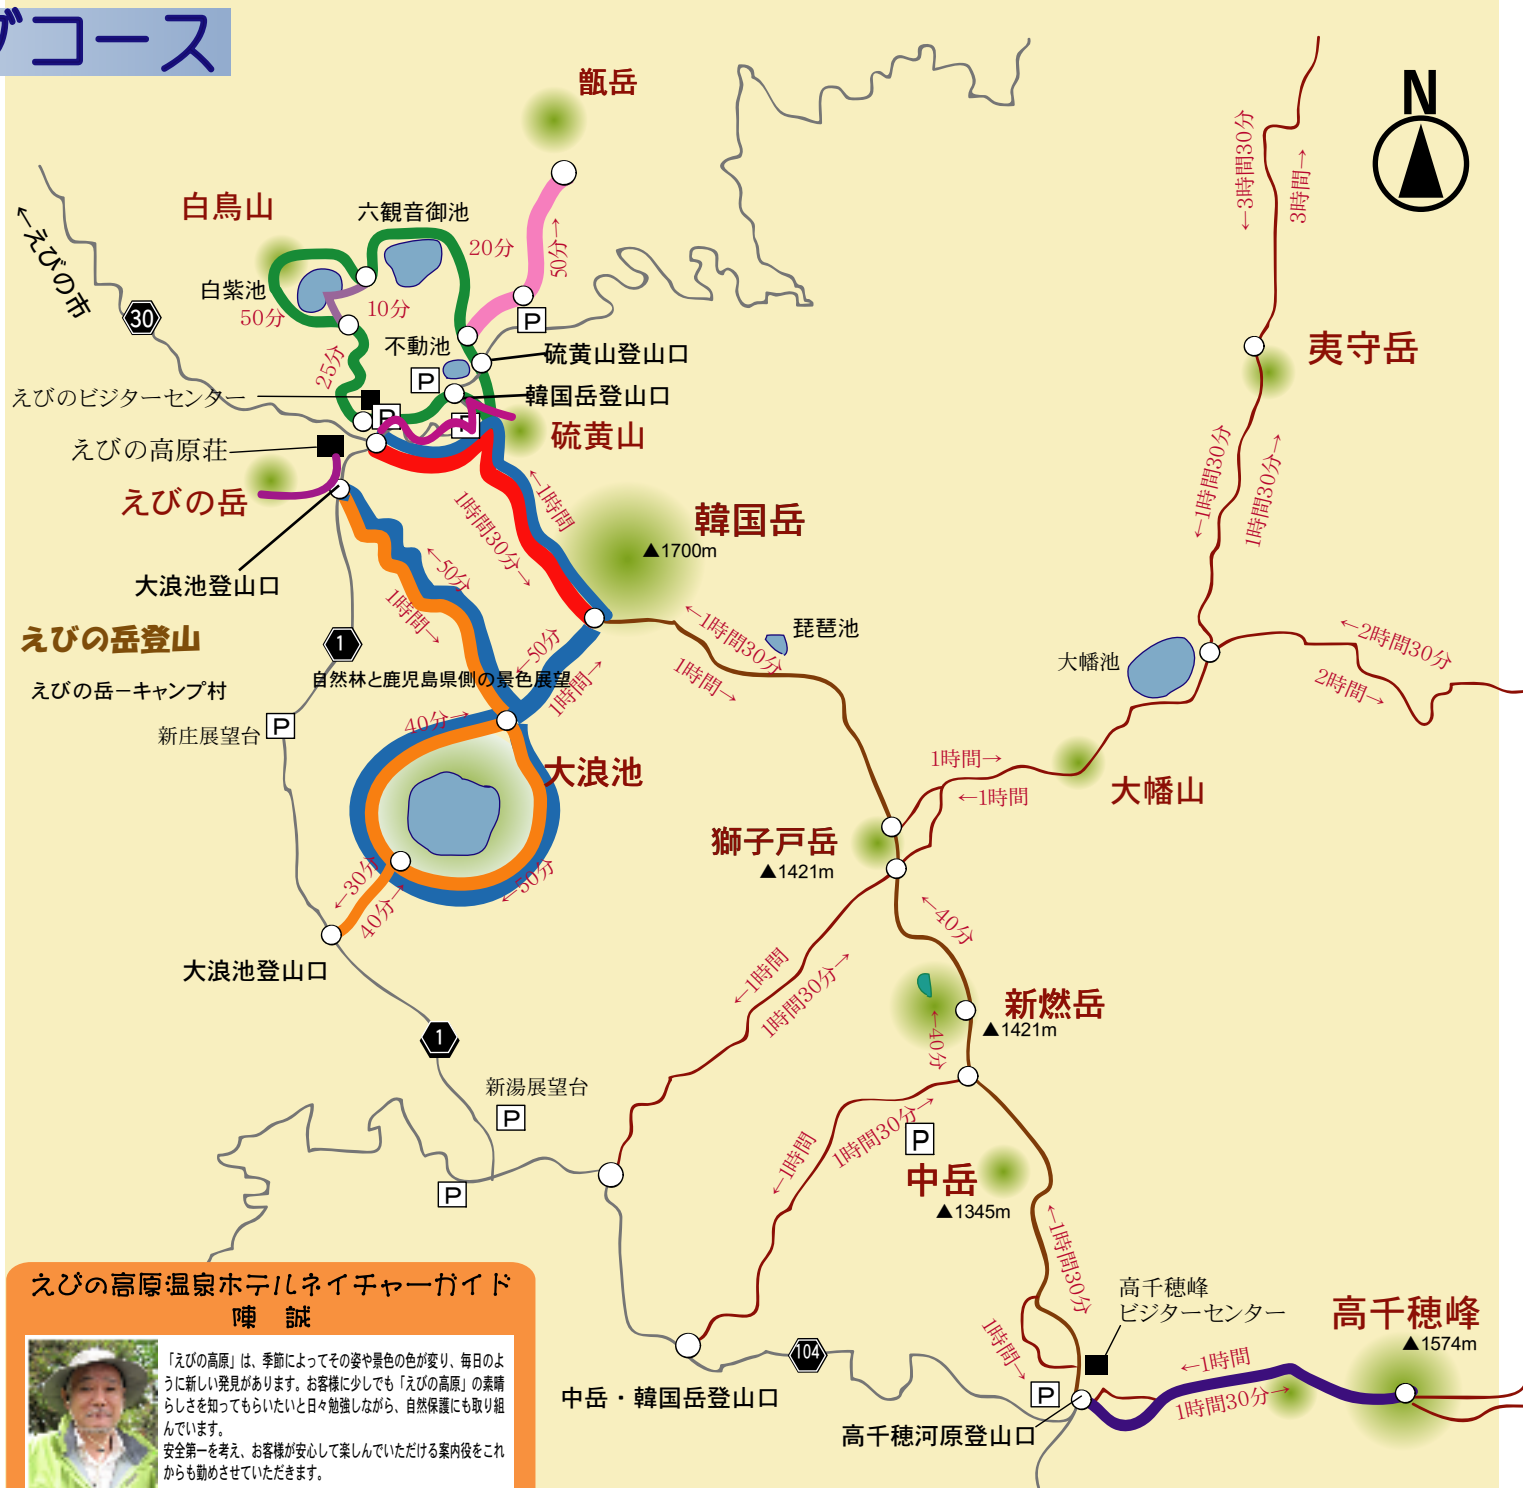 グコース
N
甑岳
白鳥山
六観音御池
20分
50分→
←3時間30分
3時間→
←えびの市
30
白紫池
50分
10分
P
不動池
硫黄山登山口
夷守岳
25分
P
えびのビジターセンター
韓国岳登山口
P
P
硫黄山
えびの高原荘
えびの岳
←1時間
1時間30分→
韓国岳
▲1700m
←1時間30分
1時間30分→
大浪池登山口
←50分
1時間→
えびの岳登山
1
えびの岳－キャンプ村
自然林と鹿児島県側の景色展望
←50分
1時間→
←1時間30分
1時間→
琵琶池
大幡池
←2時間30分
2時間→
新庄展望台
P
40分→
大浪池
1時間→
←1時間
大幡山
獅子戸岳
▲1421m
←30分
40分→
←50分
←40分
大浪池登山口
←1時間
1時間30分→
新燃岳
▲1421m
←40分
1
新湯展望台
P
←1時間
1時間30分→
P
中岳
▲1345m
P
←1時間30分
えびの高原温泉ホテルネイチャーガイド
陳　誠
「えびの高原」は、季節によってその姿や景色の色が変り、毎日のよ
うに新しい発見があります。お客様に少しでも「えびの高原」の素晴
らしさを知ってもらいたいと日々勉強しながら、自然保護にも取り組
んでいます。
安全第一を考え、お客様が安心して楽しんでいただける案内役をこれ
からも勤めさせていただきます。
高千穂峰
ビジターセンター
高千穂峰
▲1574m
1時間→
104
←1時間
1時間30分→
P
中岳・韓国岳登山口
高千穂河原登山口